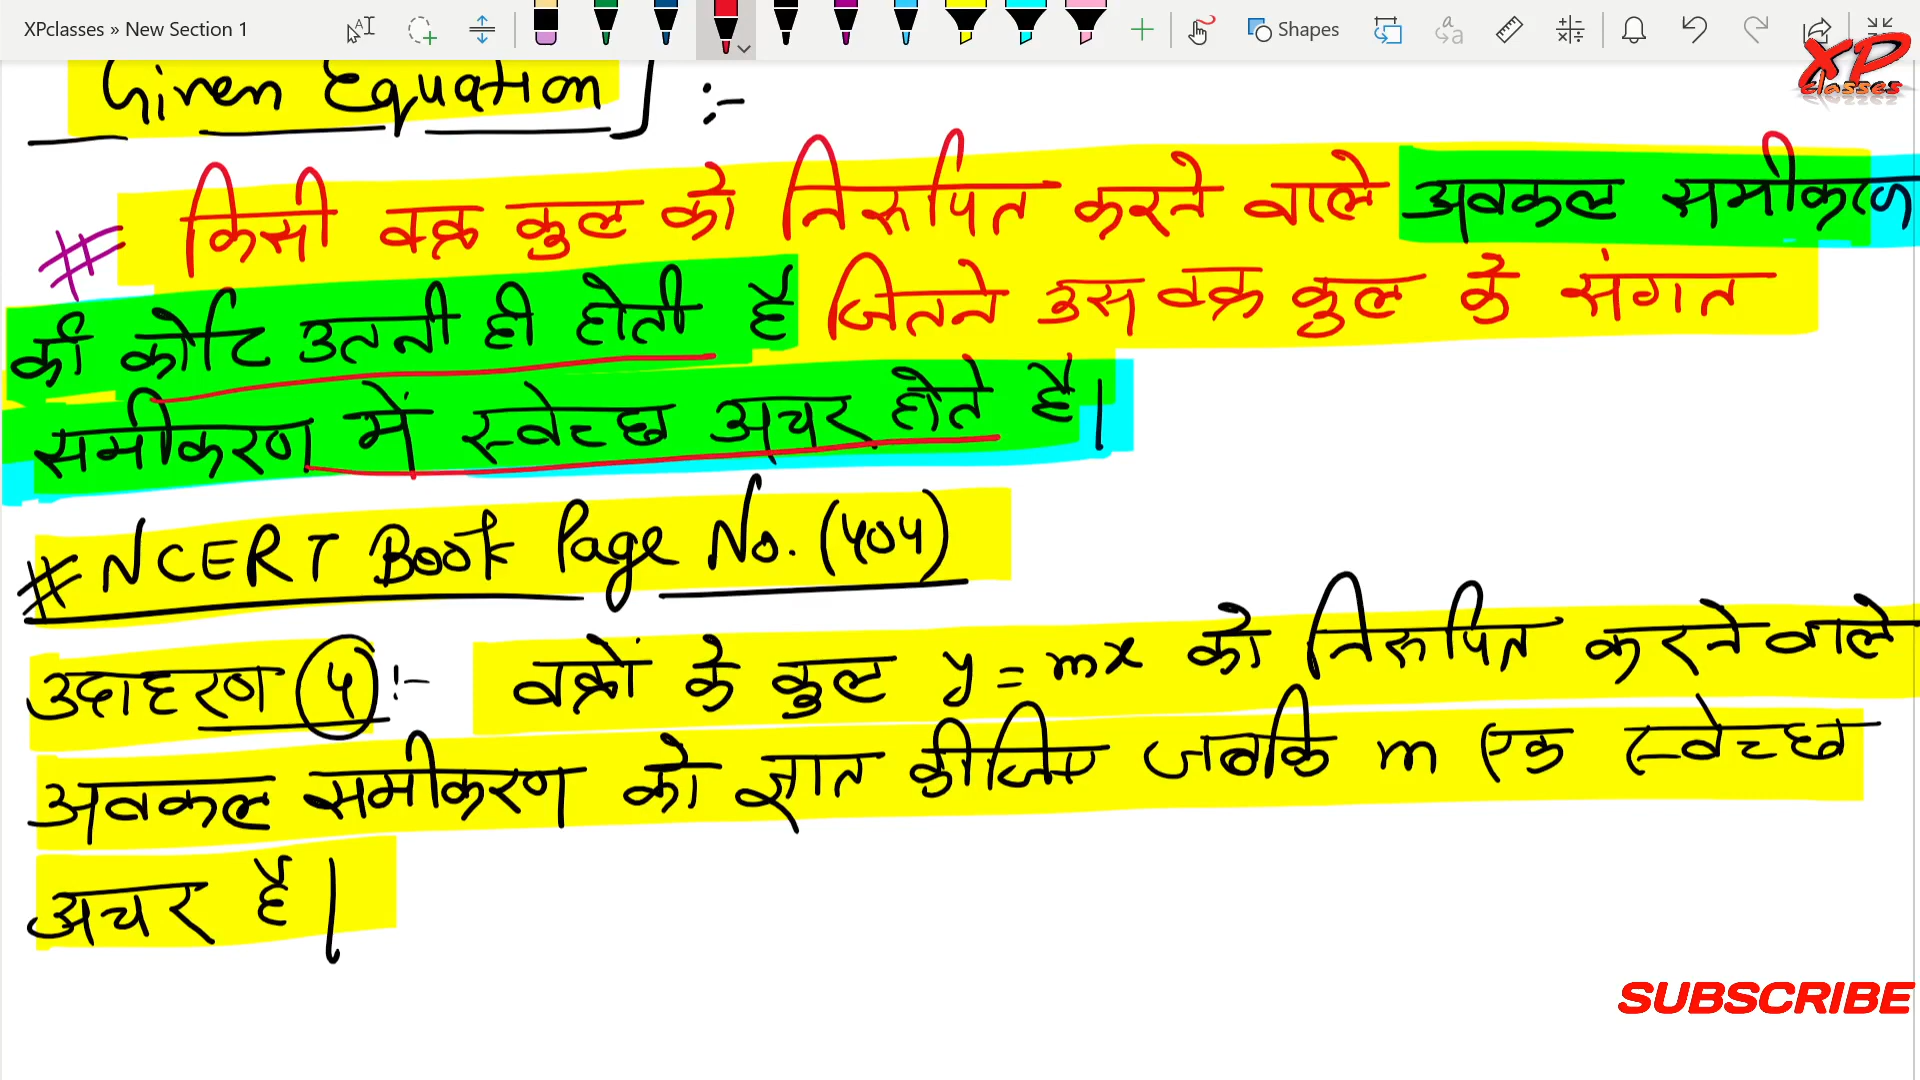 XPclasses » New Section 1
Shapes
XP
classes
Given Equation] :-
# किसी वक्र कुल को निरुपित करने वाले अवकल समीकरण
की कोटि उतनी ही होती है जितने उस वक्र कुल के संगत
समीकरण में स्वेच्छ अचर होते है।
# NCERT Book Page No. (404)
उदाहरण (4) :- वक्रों के कुल y = mx को निरुपित करने वाले
अवकल समीकरण को ज्ञात कीजिए जबकि m एक स्वेच्छ
अचर है।
SUBSCRIBE